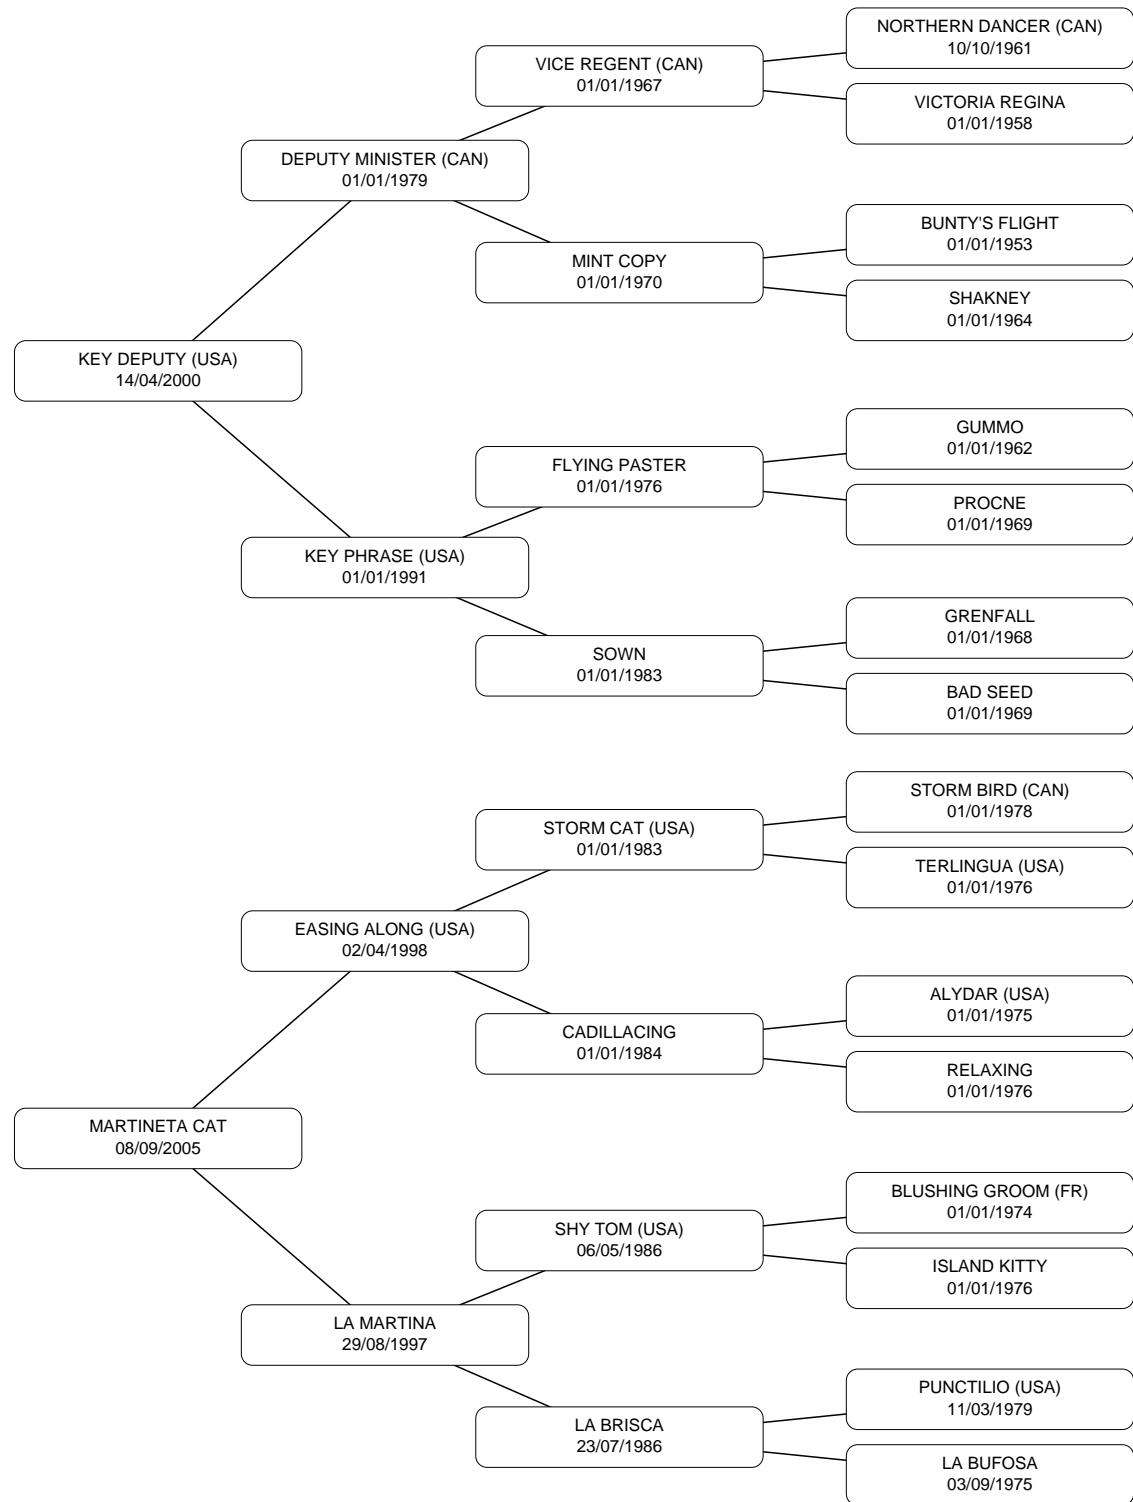 NORTHERN DANCER (CAN)
10/10/1961
VICE REGENT (CAN)
01/01/1967
VICTORIA REGINA
01/01/1958
DEPUTY MINISTER (CAN)
01/01/1979
BUNTY'S FLIGHT
01/01/1953
MINT COPY
01/01/1970
SHAKNEY
01/01/1964
KEY DEPUTY (USA)
14/04/2000
GUMMO
01/01/1962
FLYING PASTER
01/01/1976
PROCNE
01/01/1969
KEY PHRASE (USA)
01/01/1991
GRENFALL
01/01/1968
SOWN
01/01/1983
BAD SEED
01/01/1969
STORM BIRD (CAN)
01/01/1978
STORM CAT (USA)
01/01/1983
TERLINGUA (USA)
01/01/1976
EASING ALONG (USA)
02/04/1998
ALYDAR (USA)
01/01/1975
CADILLACING
01/01/1984
RELAXING
01/01/1976
MARTINETA CAT
08/09/2005
BLUSHING GROOM (FR)
01/01/1974
SHY TOM (USA)
06/05/1986
ISLAND KITTY
01/01/1976
LA MARTINA
29/08/1997
PUNCTILIO (USA)
11/03/1979
LA BRISCA
23/07/1986
LA BUFOSA
03/09/1975